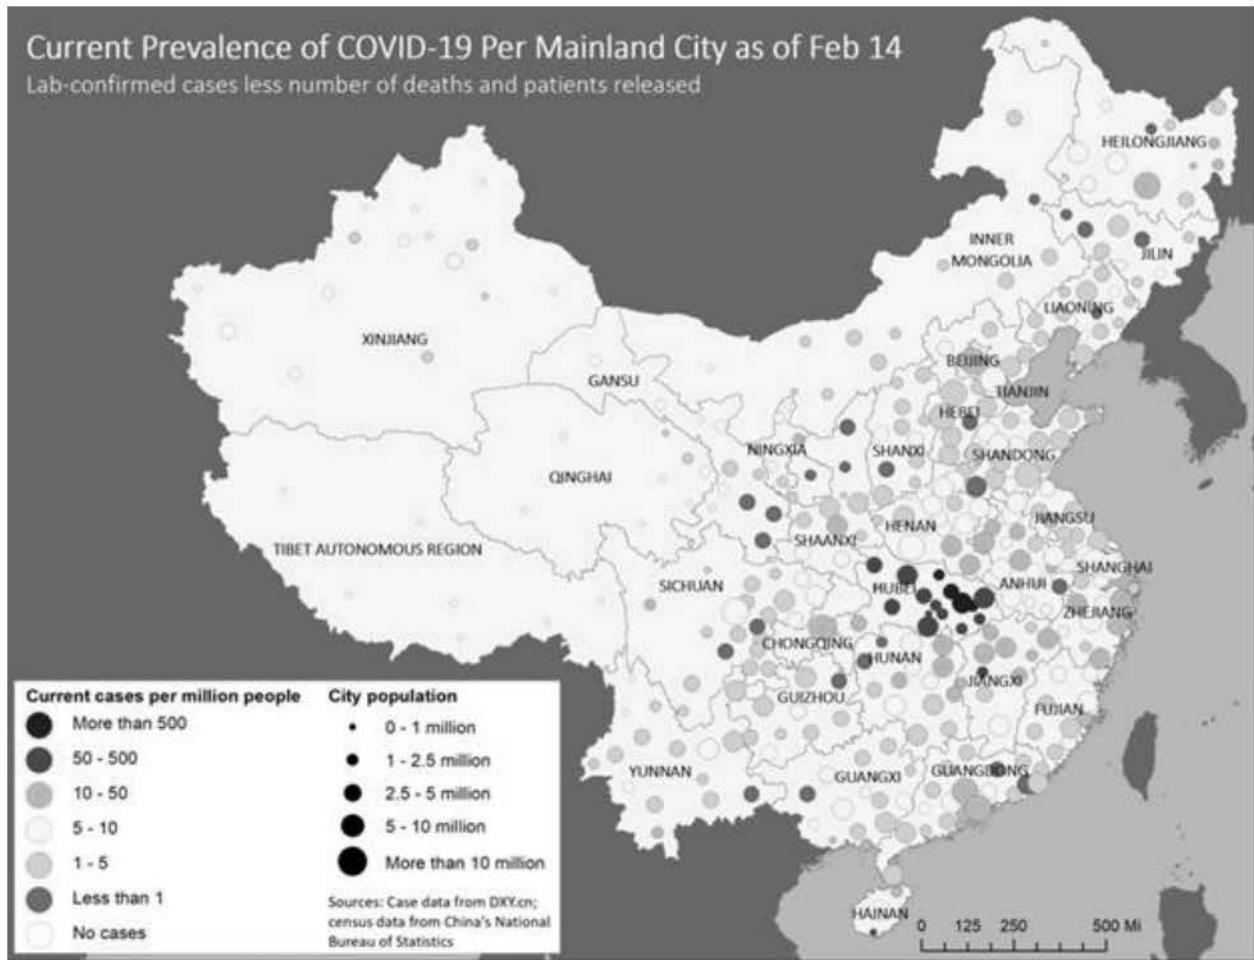 Current Prevalence of COVID-19 Per Mainland City as of Feb 14
Lab-confirmed cases less number of deaths and patients released
HEILONGJIANG
INNER
MONGOLIA
JILIN
LIAONING
XINJIANG
BEIJING
GANSU
TIANJIN
HEBEI
NINGXIA
SHANXI
SHANDONG
QINGHAI
JIANGSU
HENAN
SHAANXI
TIBET AUTONOMOUS REGION
SHANGHAI
SICHUAN
HUBEI
ANHUI
ZHEJIANG
CHONGQING
HUNAN
JIANGXI
GUIZHOU
FUJIAN
YUNNAN
GUANGXI
GUANGDONG
HAINAN
Current cases per million people
More than 500
50 - 500
10 - 50
5 - 10
1 - 5
Less than 1
No cases
City population
0 - 1 million
1 - 2.5 million
2.5 - 5 million
5 - 10 million
More than 10 million
Sources: Case data from DXY.cn;
census data from China's National
Bureau of Statistics
0 125 250 500 Mi